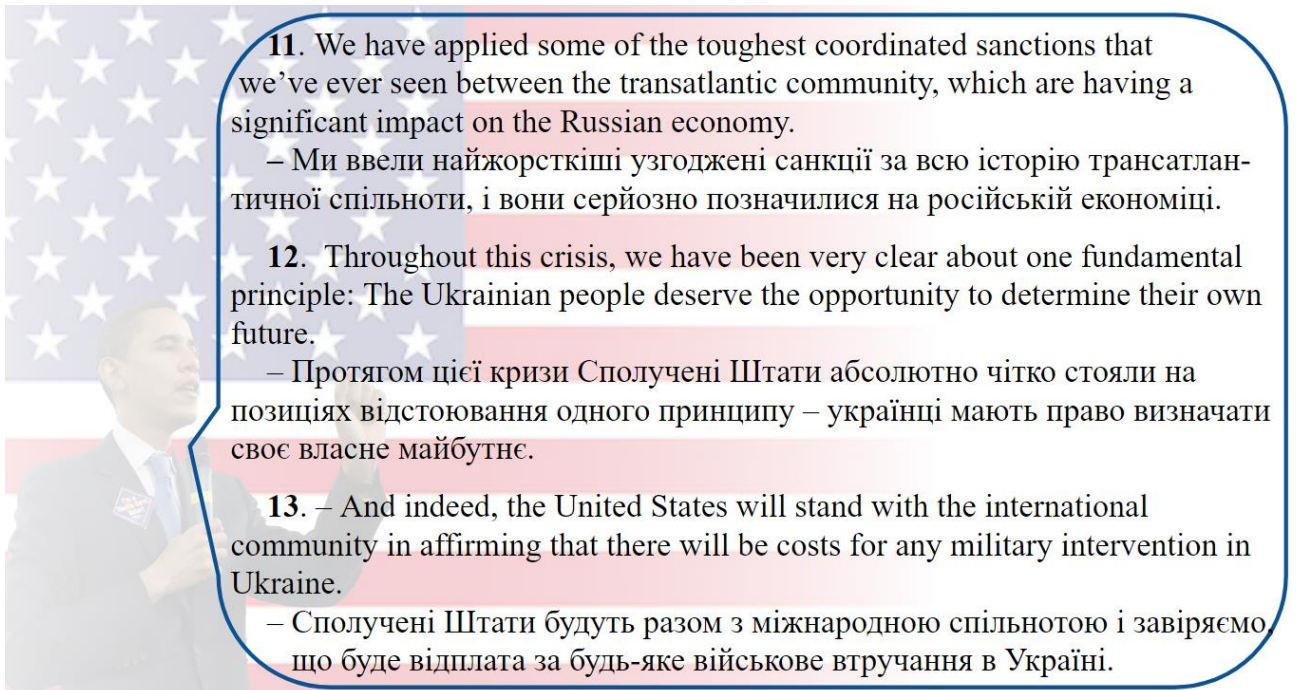 11. We have applied some of the toughest coordinated sanctions that
we’ve ever seen between the transatlantic community, which are having a
significant impact on the Russian economy.
– Ми ввели найжорсткіші узгоджені санкції за всю історію трансатлан-
тичної спільноти, і вони серйозно позначилися на російській економіці.
12. Throughout this crisis, we have been very clear about one fundamental
principle: The Ukrainian people deserve the opportunity to determine their own
future.
– Протягом цієї кризи Сполучені Штати абсолютно чітко стояли на
позиціях відстоювання одного принципу – українці мають право визначати
своє власне майбутнє.
13. – And indeed, the United States will stand with the international
community in affirming that there will be costs for any military intervention in
Ukraine.
– Сполучені Штати будуть разом з міжнародною спільнотою і завіряємо,
що буде відплата за будь-яке військове втручання в Україні.